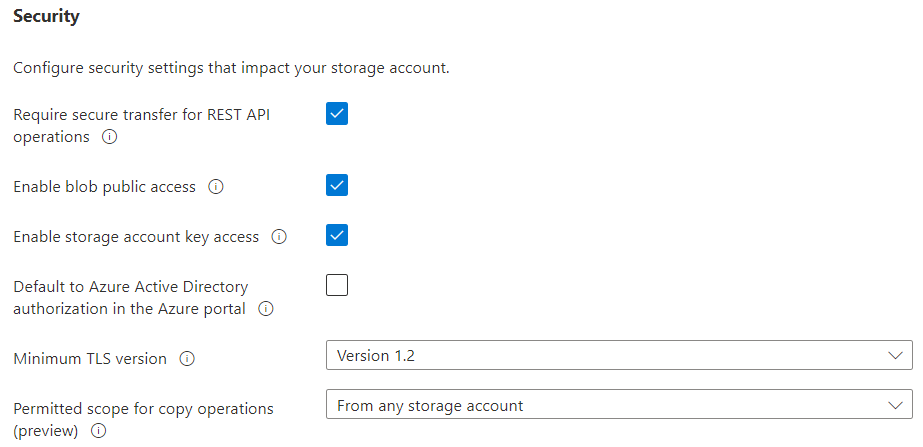 Security
Configure security settings that impact your storage account.
Require secure transfer for REST API
operations
Enable blob public access
Enable storage account key access
Default to Azure Active Directory
authorization in the Azure portal
Minimum TLS version
Version 1.2
Permitted scope for copy operations
(preview)
From any storage account